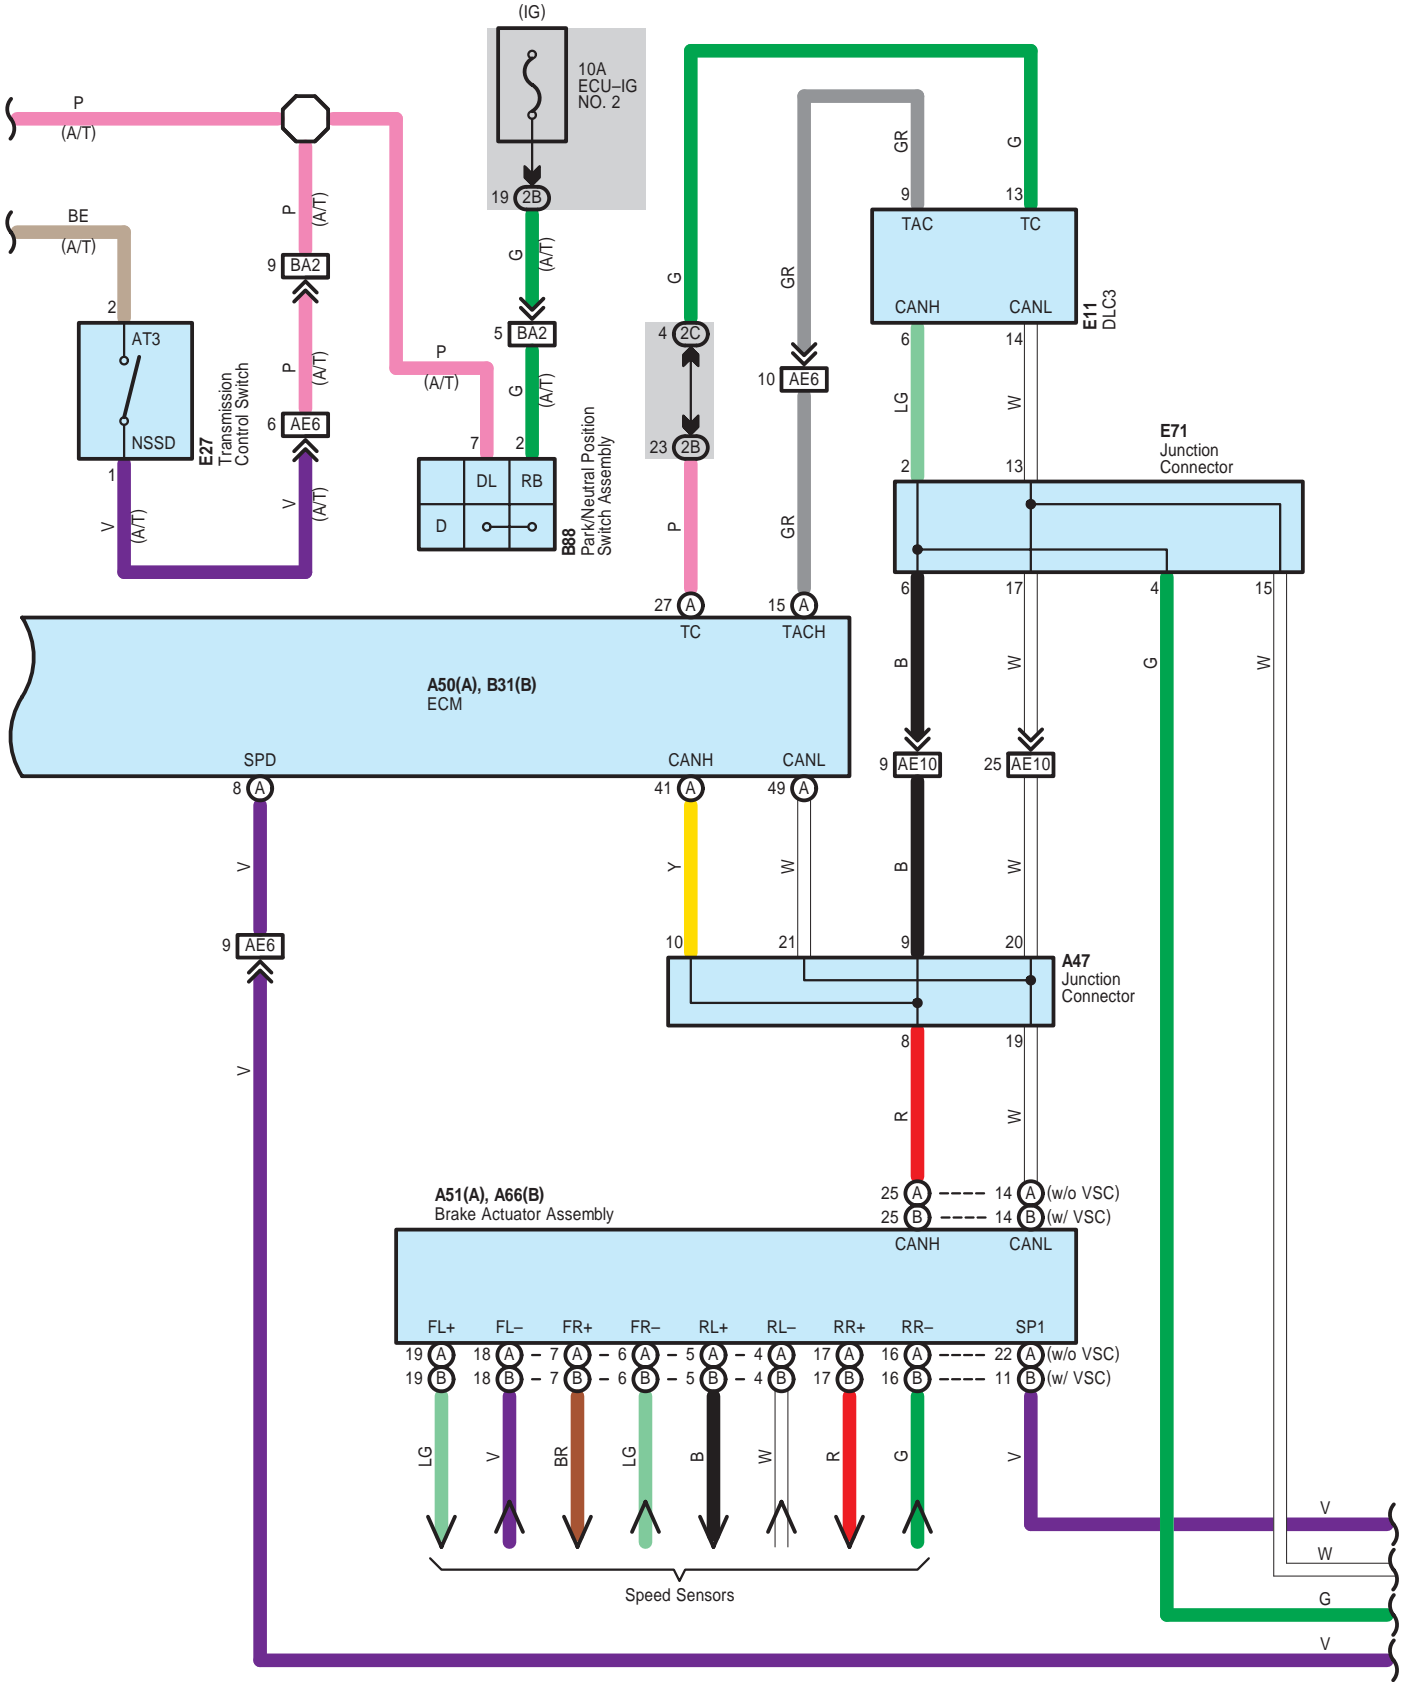 (IG)
10A
ECU–IG
NO. 2
19 2B
P
(A/T)
BE
(A/T)
P
(A/T)
9 BA2
G
(A/T)
5 BA2
P
(A/T)
6 AE6
V
(A/T)
2
AT3
NSSD
1
E27
Transmission
Control Switch
V
(A/T)
P
(A/T)
G
(A/T)
7 2
DL RB
D
B88
Park/Neutral Position
Switch Assembly
G
4 2C
23 2B
P
GR
GR
10 AE6
GR
G
9 13
TAC TC
CANH CANL
E11
DLC3
6 14
LG
W
2 13
E71
Junction
Connector
6 17 4 15
B
W
G
W
27 A 15 A
TC TACH
A50(A), B31(B)
ECM
SPD CANH CANL
8 A 41 A 49 A
9 AE10 25 AE10
V
Y
W
B
W
9 AE6
V
10 21 9 20
A47
Junction
Connector
8 19
R
W
25 A 14 A (w/o VSC)
25 B 14 B (w/ VSC)
A51(A), A66(B)
Brake Actuator Assembly
CANH CANL
FL+ FL– FR+ FR– RL+ RL– RR+ RR– SP1
19 A 18 A 7 A 6 A 5 A 4 A 17 A 16 A 22 A (w/o VSC)
19 B 18 B 7 B 6 B 5 B 4 B 17 B 16 B 11 B (w/ VSC)
LG V BR LG B W R G V
Speed Sensors
V
W
G
V